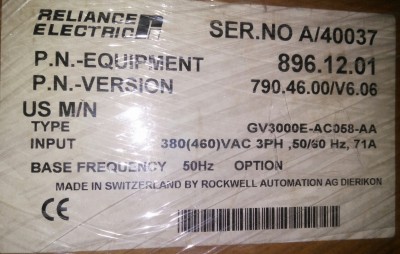 RELIANCE
ELECTRIC
SER.NO A/40037
P.N.-EQUIPMENT 896.12.01
P.N.-VERSION 790.46.00/V6.06
US M/N
TYPE GV3000E-AC058-AA
INPUT 380(460)VAC 3PH ,50/60 Hz, 71A
BASE FREQUENCY 50Hz OPTION
MADE IN SWITZERLAND BY ROCKWELL AUTOMATION AG DIERIKON
CE